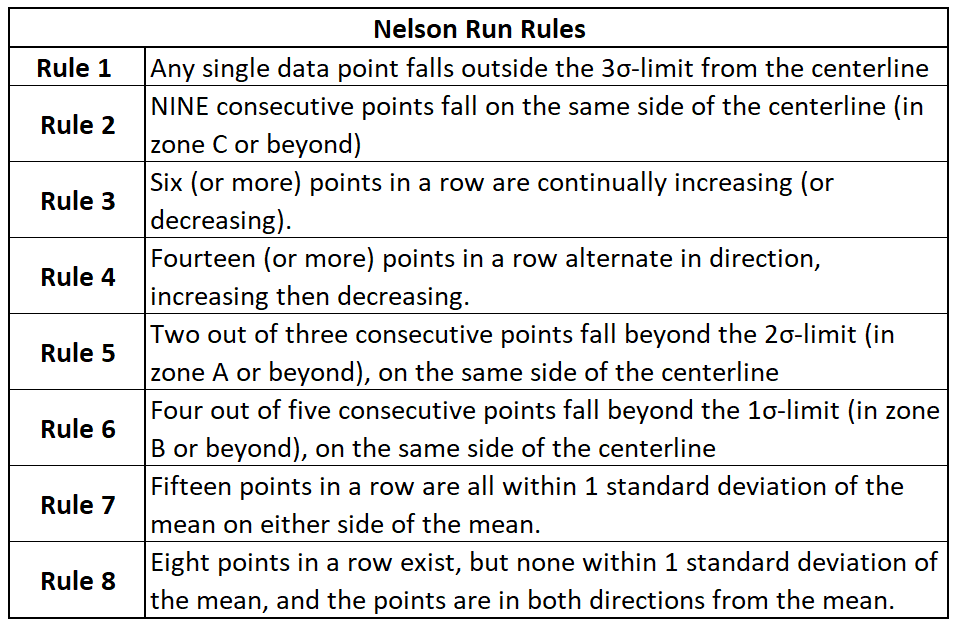 Nelson Run Rules
Rule 1
Any single data point falls outside the 3σ-limit from the centerline
Rule 2
NINE consecutive points fall on the same side of the centerline (in
zone C or beyond)
Rule 3
Six (or more) points in a row are continually increasing (or
decreasing).
Rule 4
Fourteen (or more) points in a row alternate in direction,
increasing then decreasing.
Rule 5
Two out of three consecutive points fall beyond the 2σ-limit (in
zone A or beyond), on the same side of the centerline
Rule 6
Four out of five consecutive points fall beyond the 1σ-limit (in zone
B or beyond), on the same side of the centerline
Rule 7
Fifteen points in a row are all within 1 standard deviation of the
mean on either side of the mean.
Rule 8
Eight points in a row exist, but none within 1 standard deviation of
the mean, and the points are in both directions from the mean.